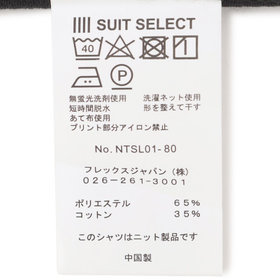 SUIT SELECT
40
P
無蛍光洗剤使用
短時間脱水
あて布使用
プリント部分アイロン禁止
洗濯ネット使用
形を整えて干す
No. NTSL01-80
フレックスジャパン(株)
026-261-3001
ポリエステル 65%
コットン 35%
このシャツはニット製品です
中国製